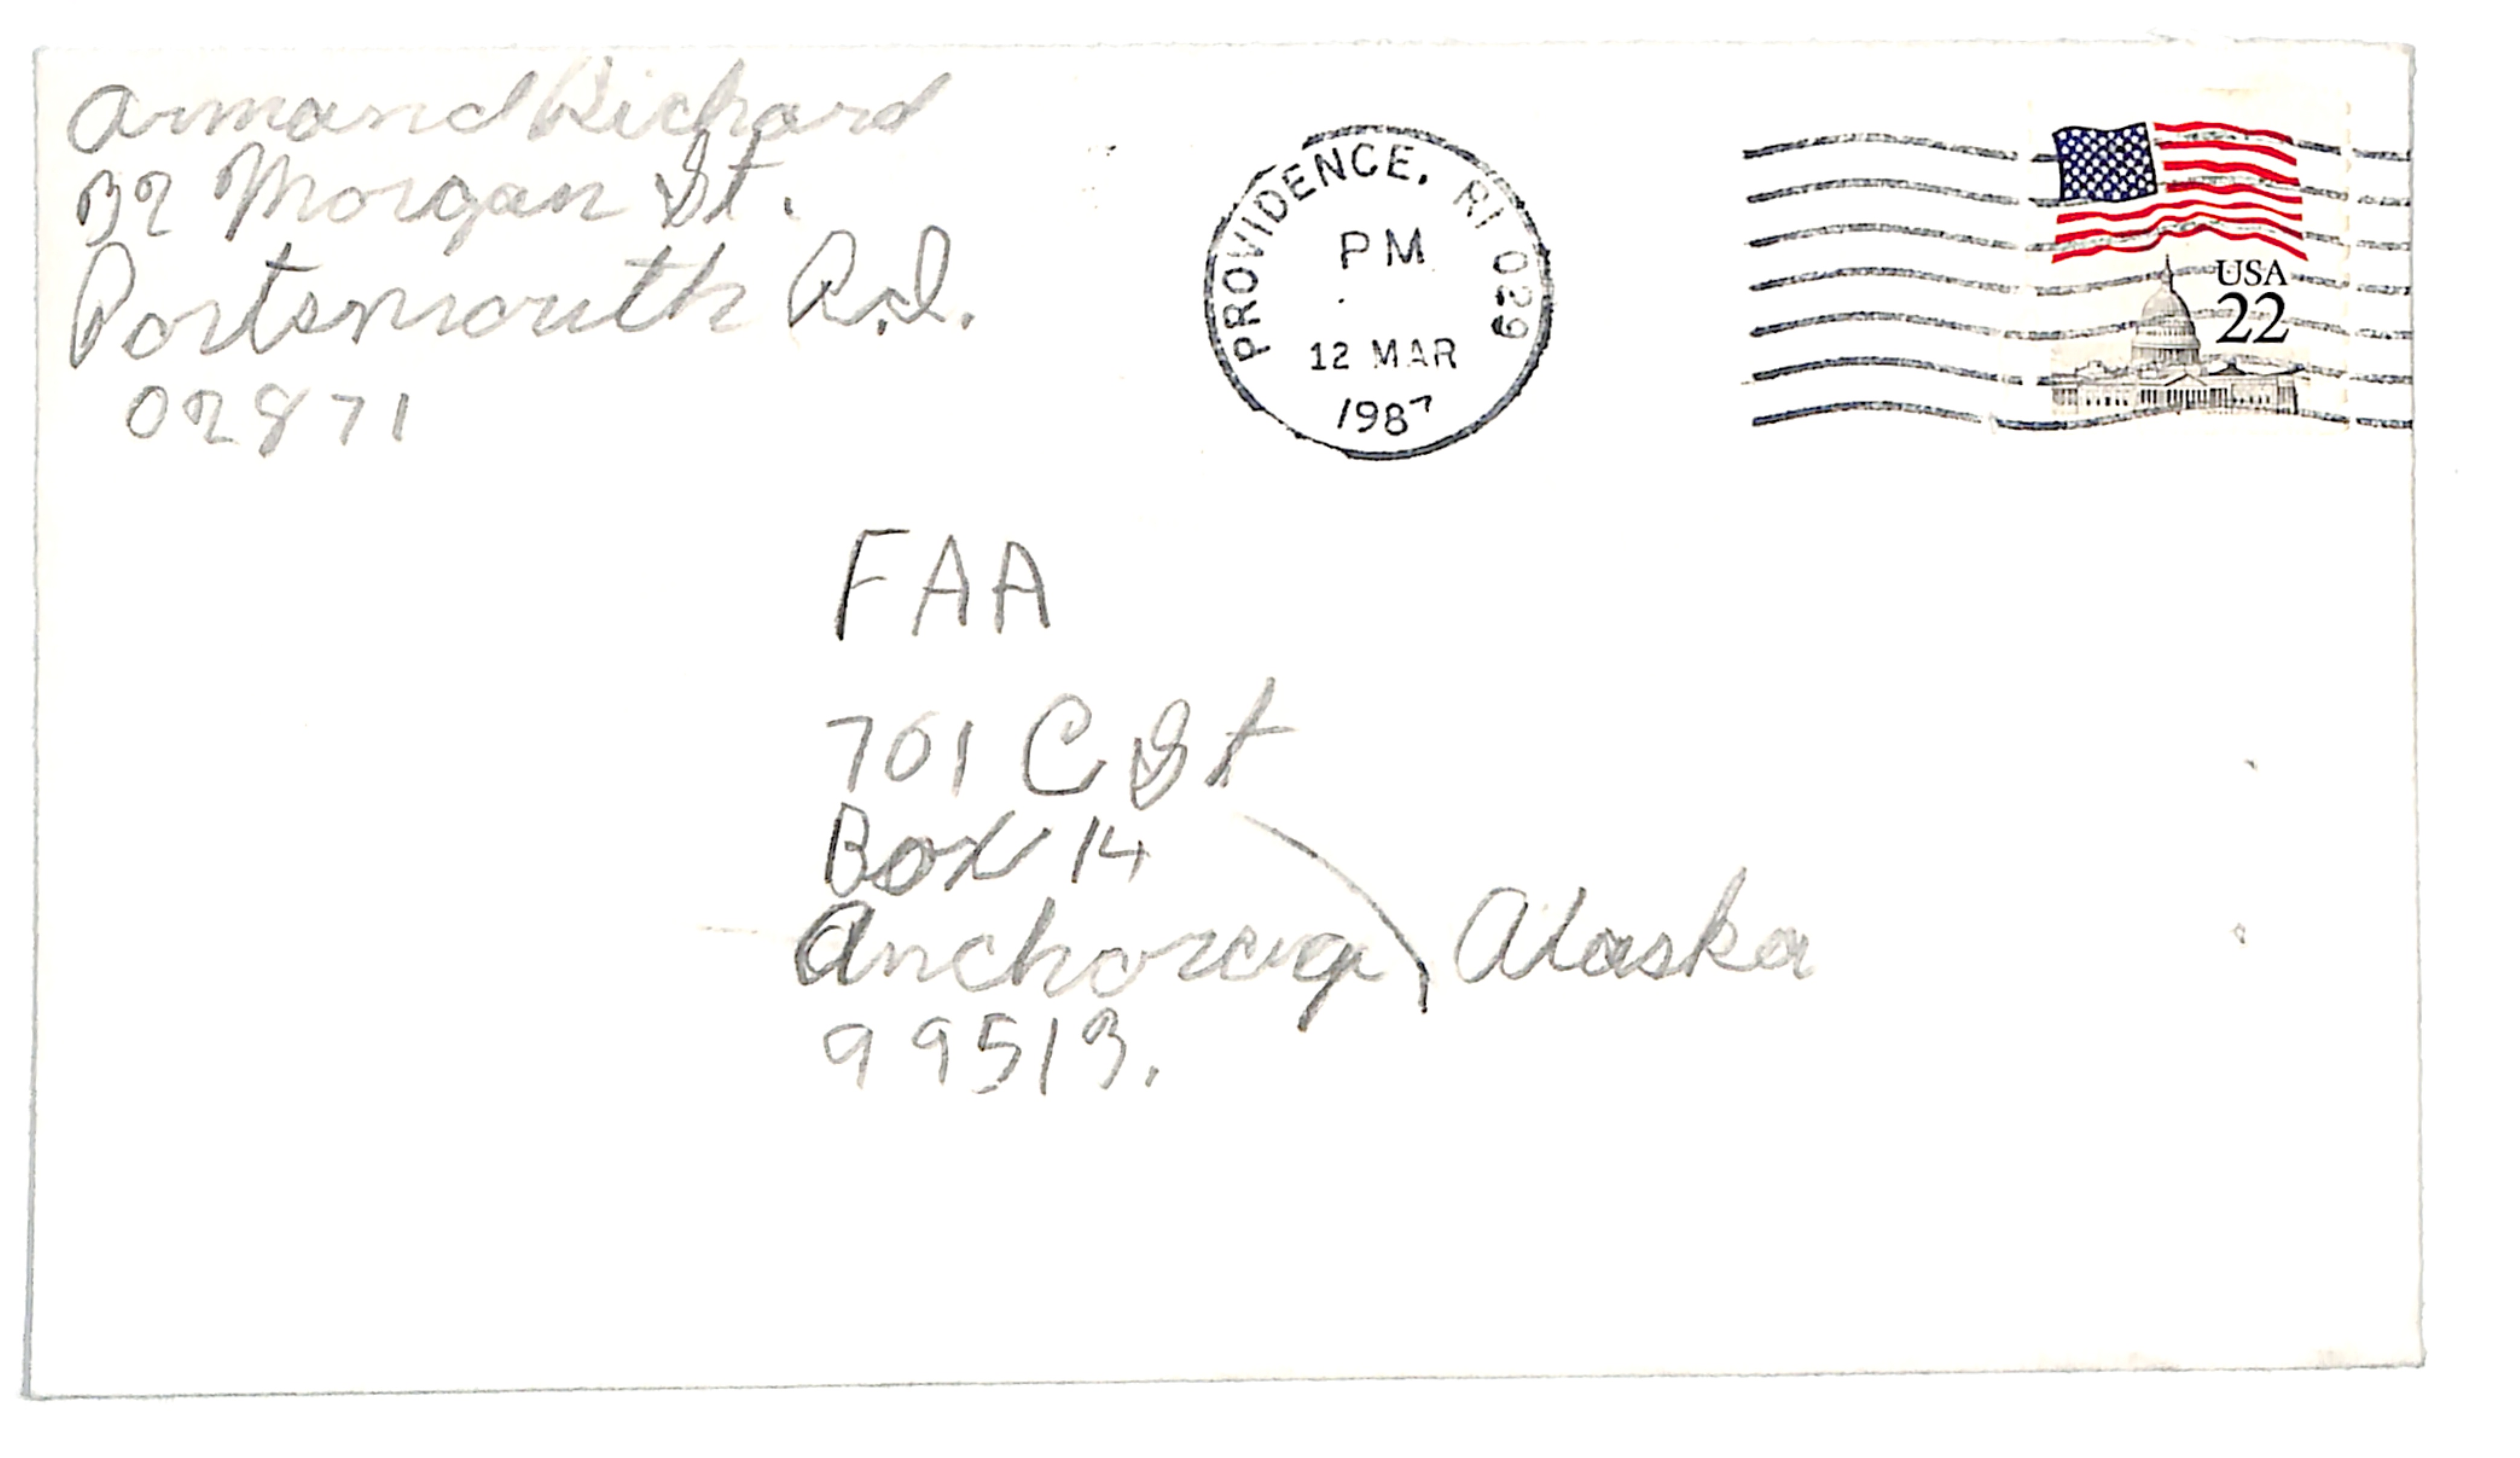 Armand Richard
32 Morgan St.
Portsmouth R.I.
02871
PROVIDENCE, RI 029
PM
12 MAR
1987
USA
22
FAA
701 C St
Box 14
Anchorage, Alaska
99513.